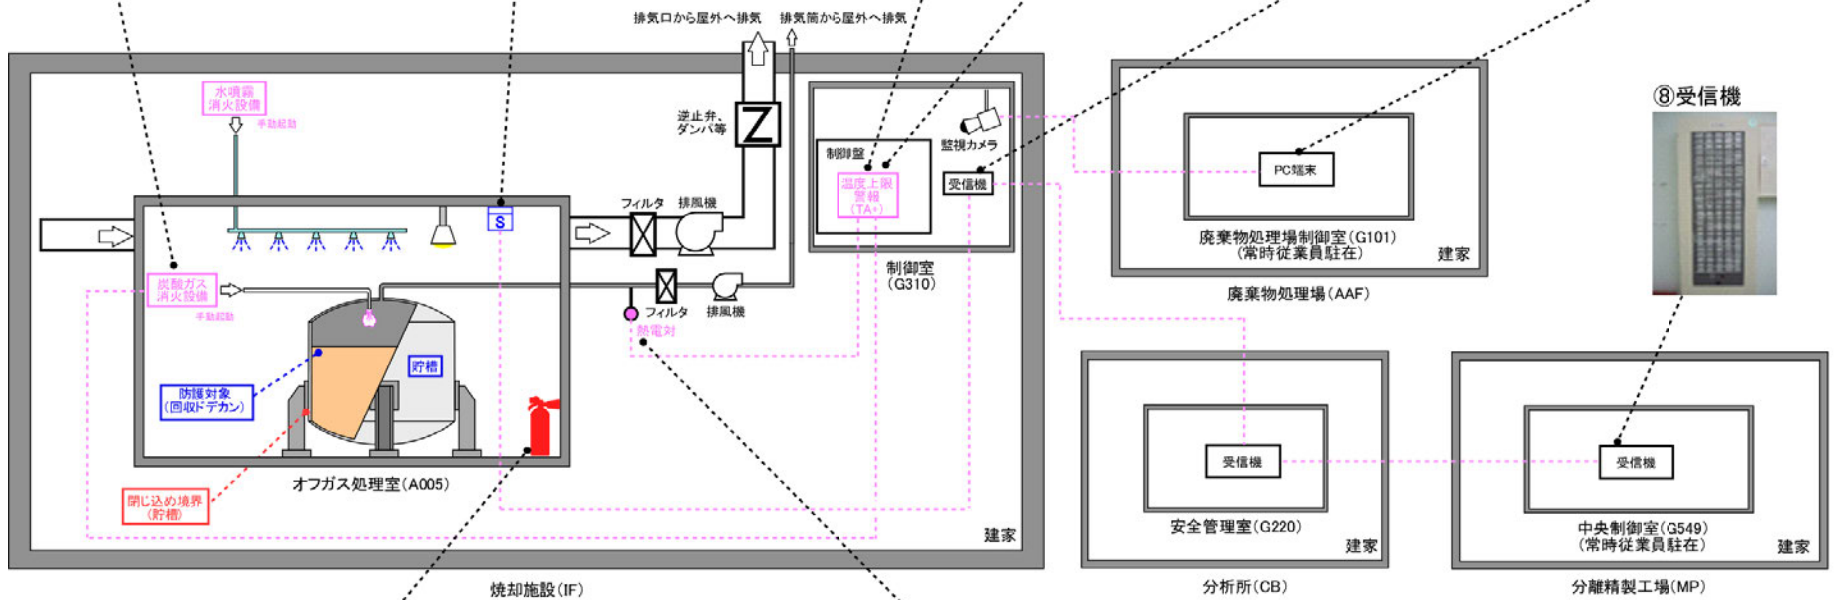 排気口から屋外へ排気
排気筒から屋外へ排気
水噴霧
消火設備
手動起動
逆止弁、
ダンパ等
Z
監視カメラ
制御盤
温度上限
警報
(TA+)
受信機
制御室
(G310)
S
フィルタ
排風機
炭酸ガス
消火設備
手動起動
フィルタ
排風機
熱電対
貯槽
防護対象
(回収ドデカン)
閉じ込め境界
(貯槽)
オフガス処理室(A005)
建家
焼却施設(IF)
PC端末
廃棄物処理場制御室(G101)
(常時従業員駐在)
建家
廃棄物処理場(AAF)
⑧受信機
受信機
安全管理室(G220)
建家
分析所(CB)
受信機
中央制御室(G549)
(常時従業員駐在)
建家
分離精製工場(MP)